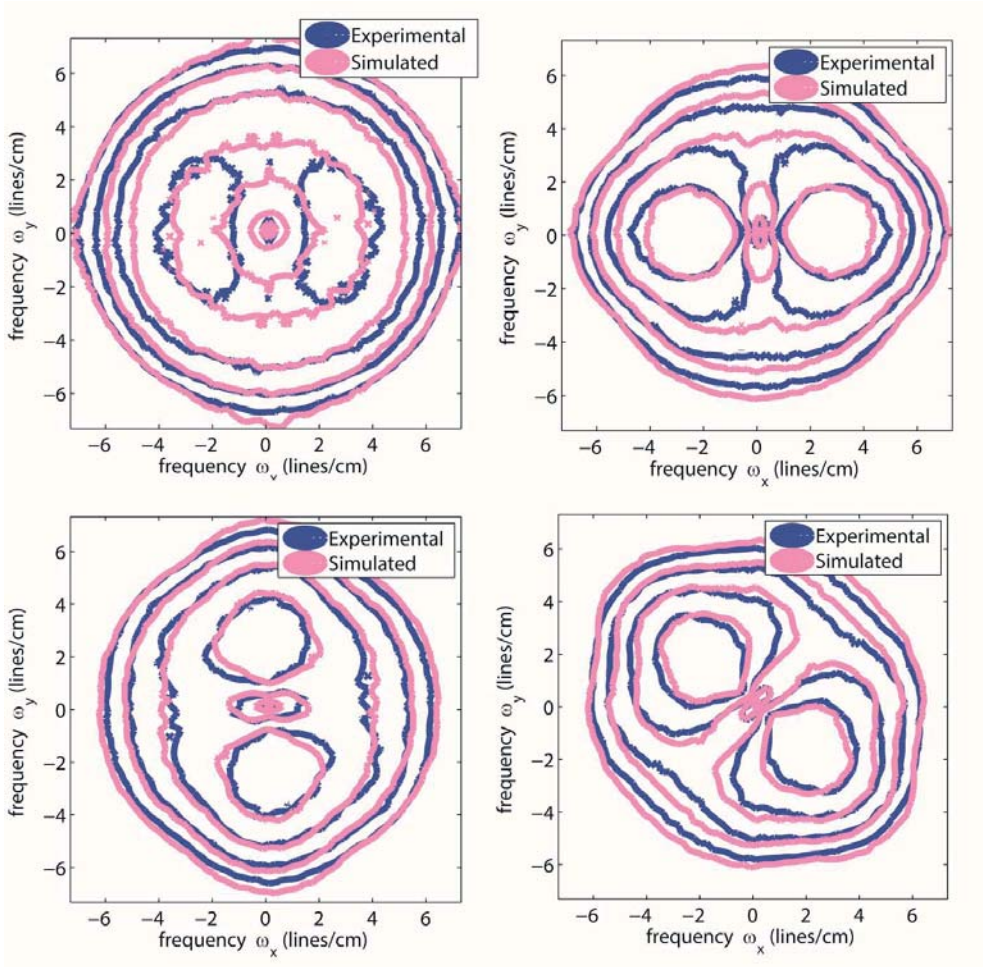 Experimental
Simulated
6
4
2
0
−2
−4
−6
frequency ωy (lines/cm)
−6 −4 −2 0 2 4 6
frequency ωv (lines/cm)
Experimental
Simulated
6
4
2
0
−2
−4
−6
frequency ωy (lines/cm)
−6 −4 −2 0 2 4 6
frequency ωx (lines/cm)
Experimental
Simulated
6
4
2
0
−2
−4
−6
frequency ωy (lines/cm)
−6 −4 −2 0 2 4 6
frequency ωx (lines/cm)
Experimental
Simulated
6
4
2
0
−2
−4
−6
frequency ωy (lines/cm)
−6 −4 −2 0 2 4 6
frequency ωx (lines/cm)